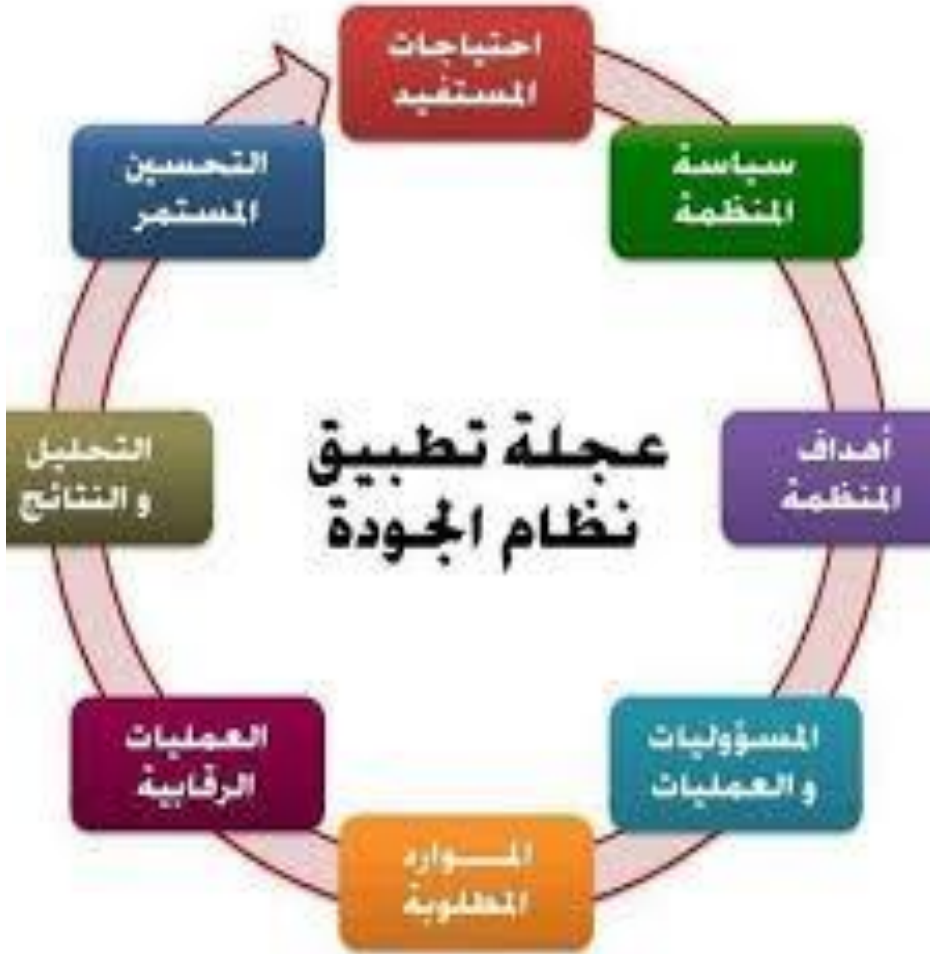 احتياجات
المستفيد
سياسة
المنظمة
أهداف
المنظمة
المسؤوليات
و العمليات
المــوارد
المطلوبة
العمليات
الرقابية
التحليل
و النتائج
التحسين
المستمر
عجلة تطبيق
نظام الجودة